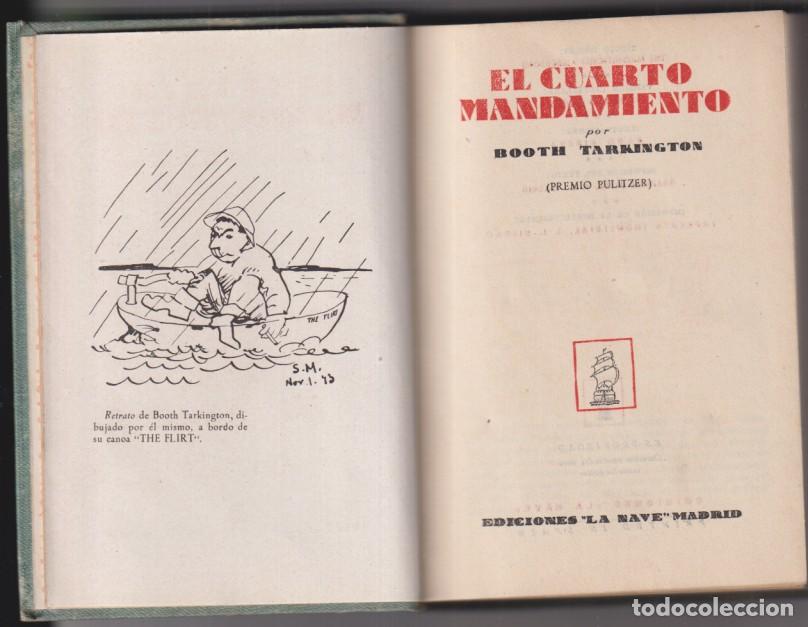 THE FLIRT
S. M.
Nov. 1. 43
Retrato de Booth Tarkington, di-
bujado por él mismo, a bordo de
su canoa "THE FLIRT".
EL CUARTO
MANDAMIENTO
por
BOOTH TARKINGTON
(PREMIO PULITZER)
EDICIONES "LA NAVE" MADRID
todocoleccion